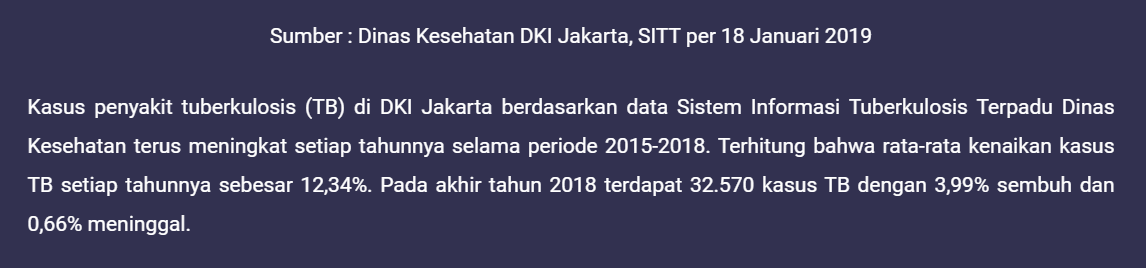 Sumber : Dinas Kesehatan DKI Jakarta, SITT per 18 Januari 2019
Kasus penyakit tuberkulosis (TB) di DKI Jakarta berdasarkan data Sistem Informasi Tuberkulosis Terpadu Dinas
Kesehatan terus meningkat setiap tahunnya selama periode 2015-2018. Terhitung bahwa rata-rata kenaikan kasus
TB setiap tahunnya sebesar 12,34%. Pada akhir tahun 2018 terdapat 32.570 kasus TB dengan 3,99% sembuh dan
0,66% meninggal.